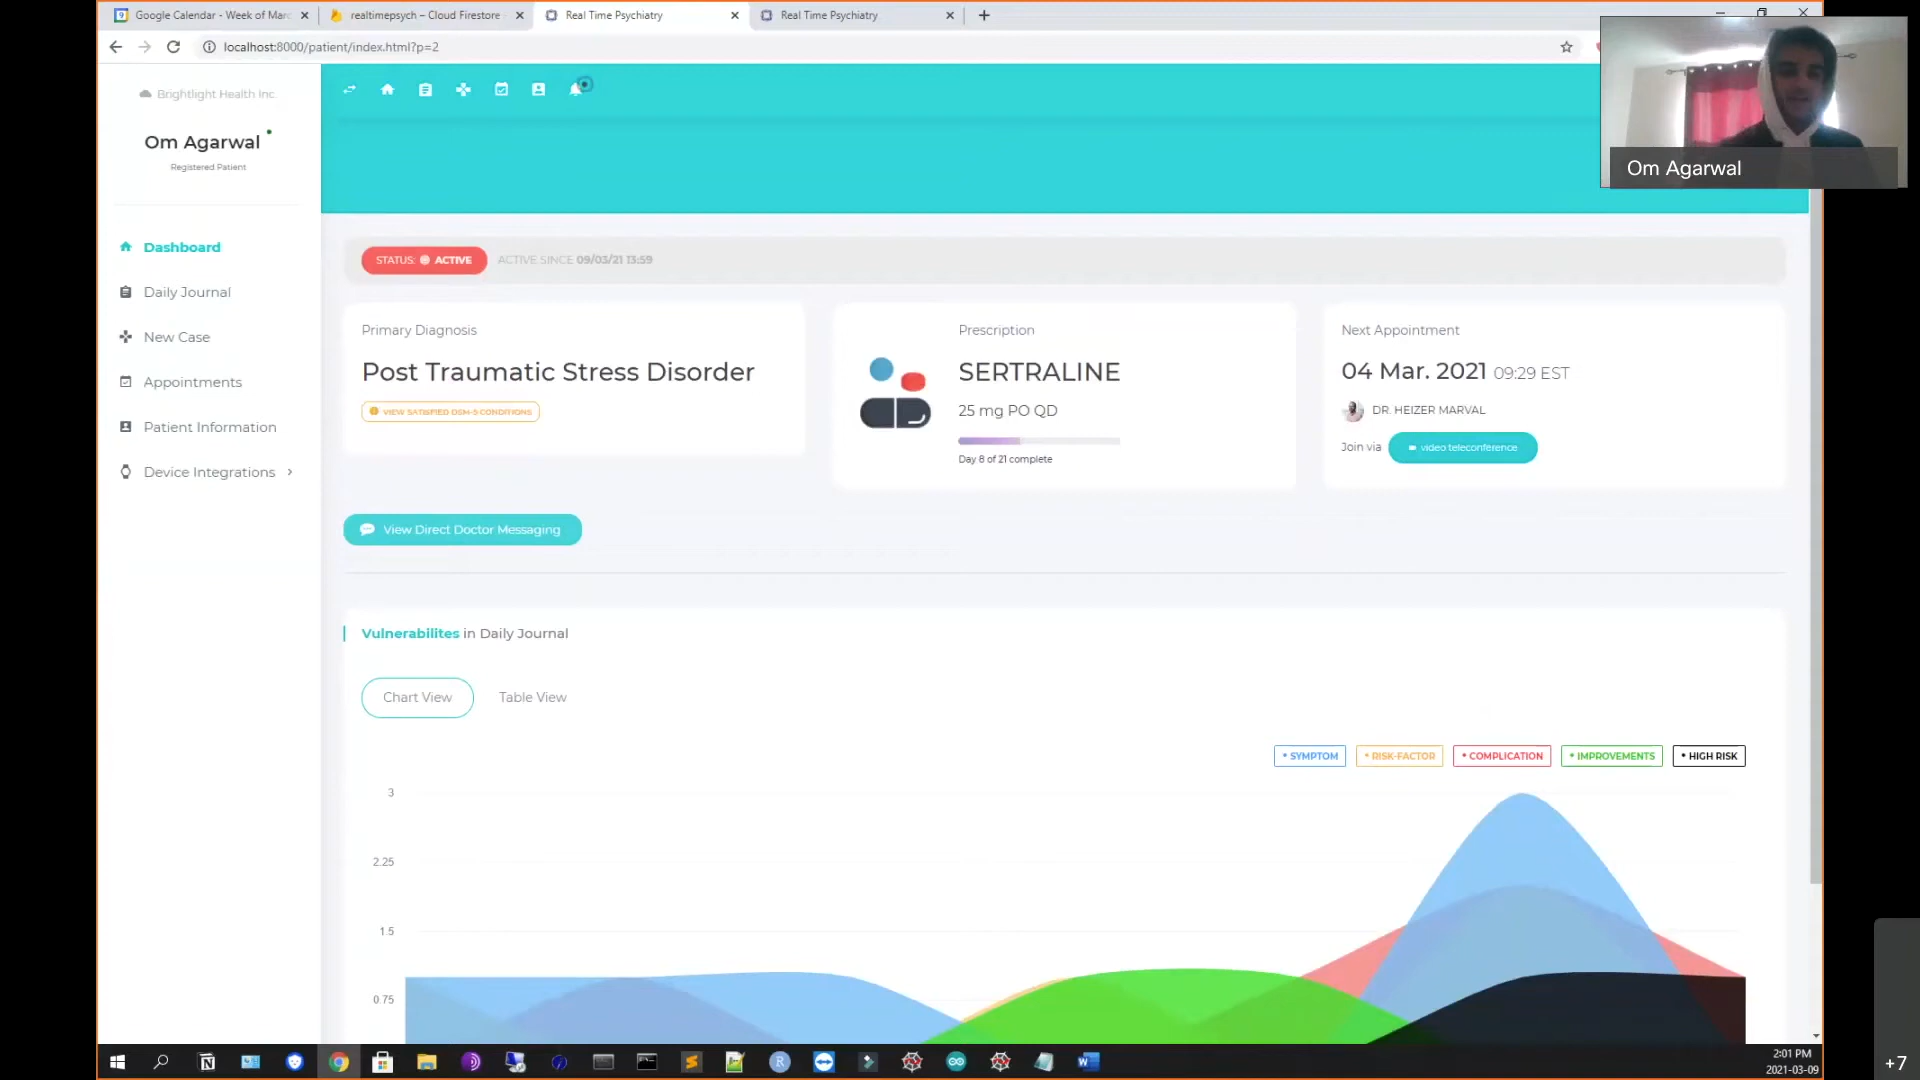 Google Calendar - Week of Marc
realtimepsych – Cloud Firestore
Real Time Psychiatry
Real Time Psychiatry
localhost:8000/patient/index.html?p=2
Brightlight Health Inc.
Om Agarwal
Registered Patient
Dashboard
Daily Journal
New Case
Appointments
Patient Information
Device Integrations
Om Agarwal
STATUS: ACTIVE ACTIVE SINCE 09/03/21 13:59
Primary Diagnosis
Post Traumatic Stress Disorder
VIEW SATISFIED DSM-5 CONDITIONS
Prescription
SERTRALINE
25 mg PO QD
Day 8 of 21 complete
Next Appointment
04 Mar. 2021 09:29 EST
DR. HEIZER MARVAL
Join via video teleconference
View Direct Doctor Messaging
Vulnerabilites in Daily Journal
Chart View Table View
• SYMPTOM • RISK-FACTOR • COMPLICATION • IMPROVEMENTS • HIGH RISK
3
2.25
1.5
0.75
2:01 PM
2021-03-09
+7